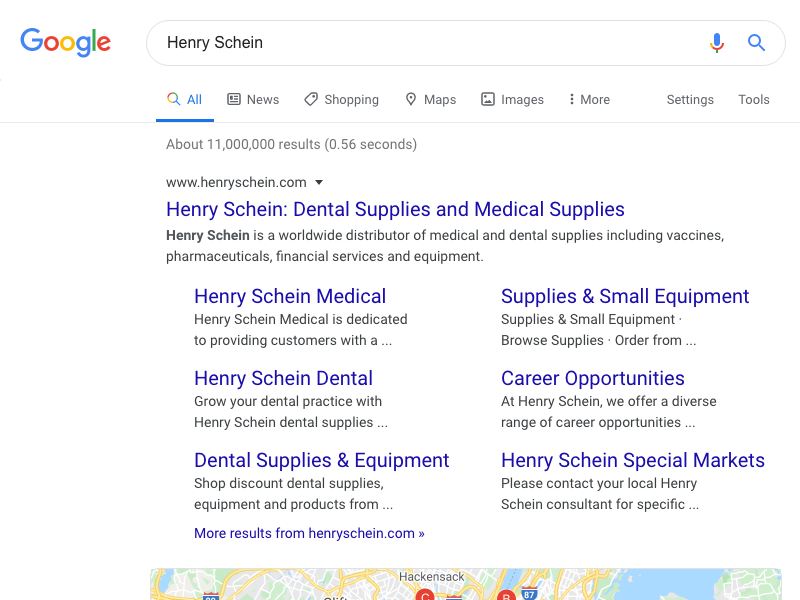 Google
Henry Schein
All News Shopping Maps Images More Settings Tools
About 11,000,000 results (0.56 seconds)
www.henryschein.com
Henry Schein: Dental Supplies and Medical Supplies
Henry Schein is a worldwide distributor of medical and dental supplies including vaccines,
pharmaceuticals, financial services and equipment.
Henry Schein Medical
Henry Schein Medical is dedicated
to providing customers with a ...
Supplies & Small Equipment
Supplies & Small Equipment ·
Browse Supplies · Order from ...
Henry Schein Dental
Grow your dental practice with
Henry Schein dental supplies ...
Career Opportunities
At Henry Schein, we offer a diverse
range of career opportunities ...
Dental Supplies & Equipment
Shop discount dental supplies,
equipment and products from ...
Henry Schein Special Markets
Please contact your local Henry
Schein consultant for specific ...
More results from henryschein.com »
Hackensack
C
B
87